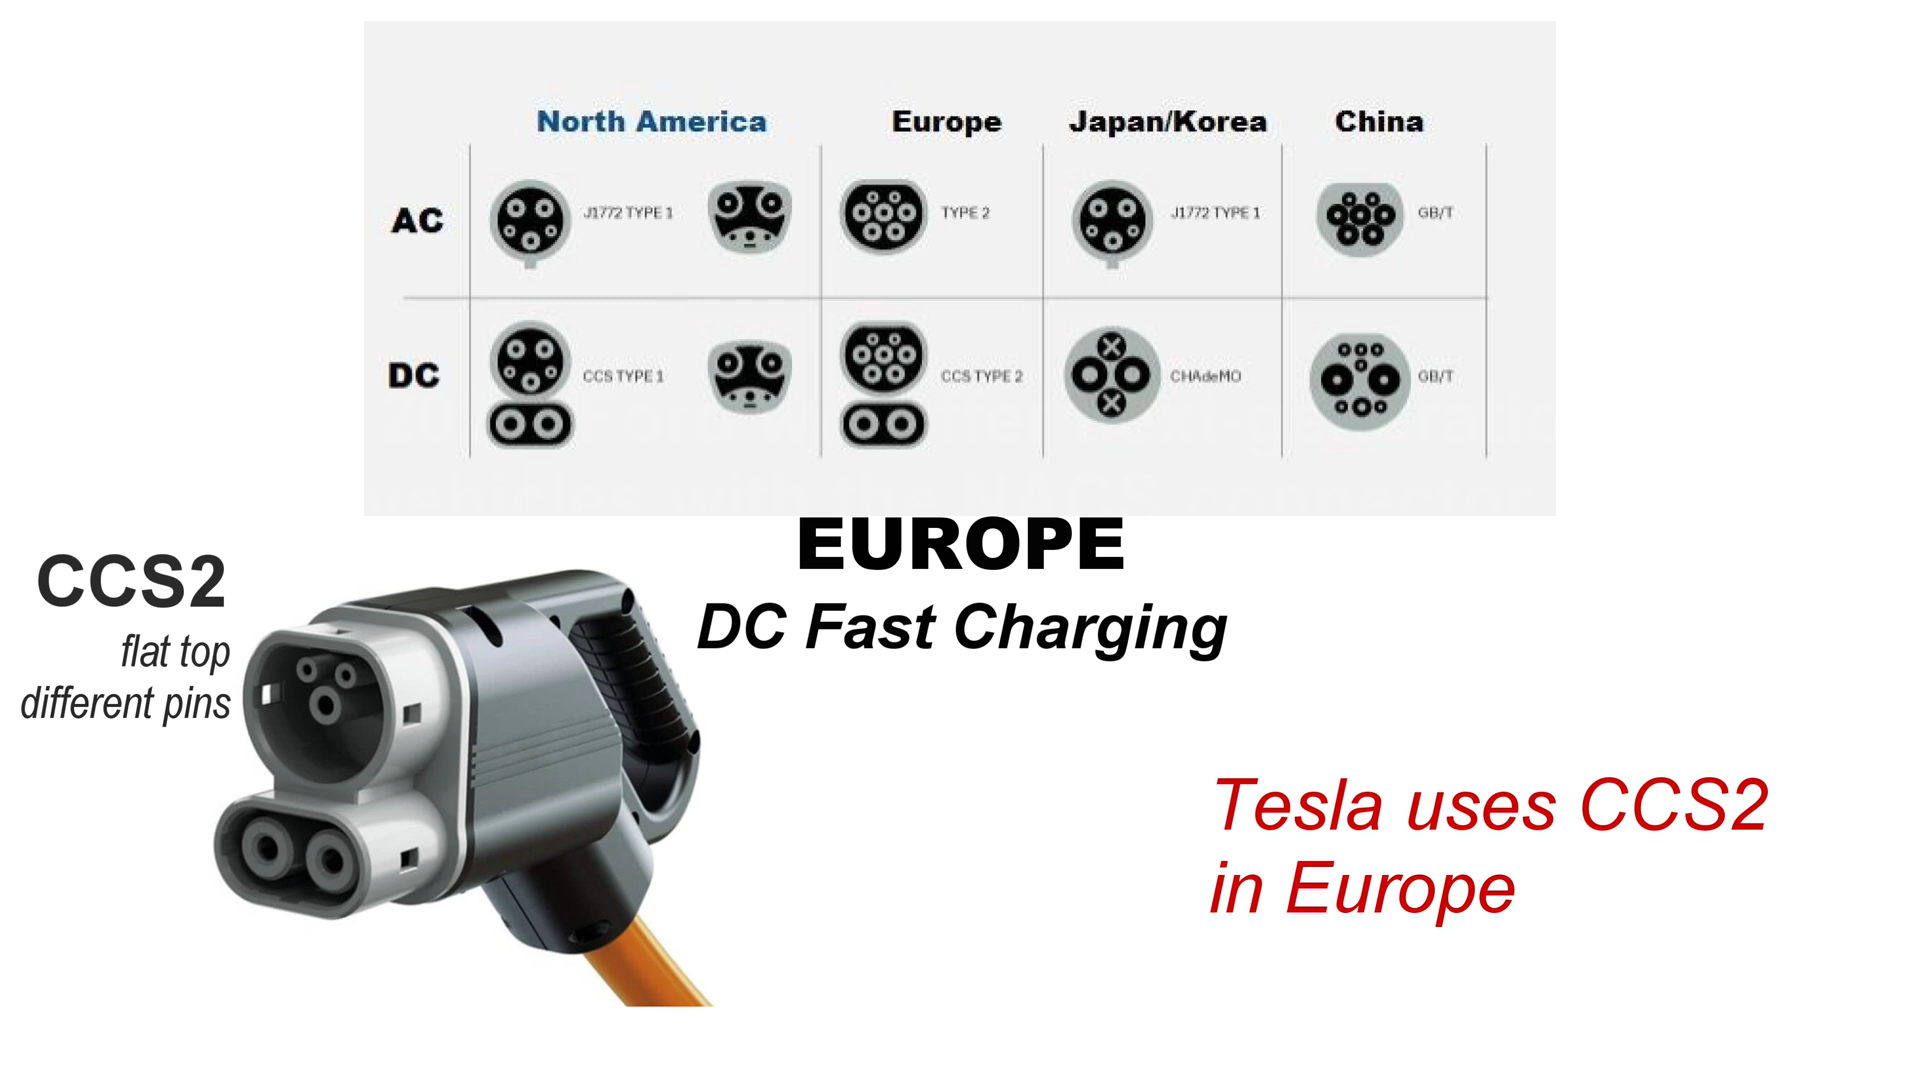 North America Europe Japan/Korea China
AC J1772 TYPE 1 TYPE 2 J1772 TYPE 1 GB/T
DC CCS TYPE 1 CCS TYPE 2 CHAdeMO GB/T
EUROPE
DC Fast Charging
CCS2
flat top
different pins
Tesla uses CCS2
in Europe